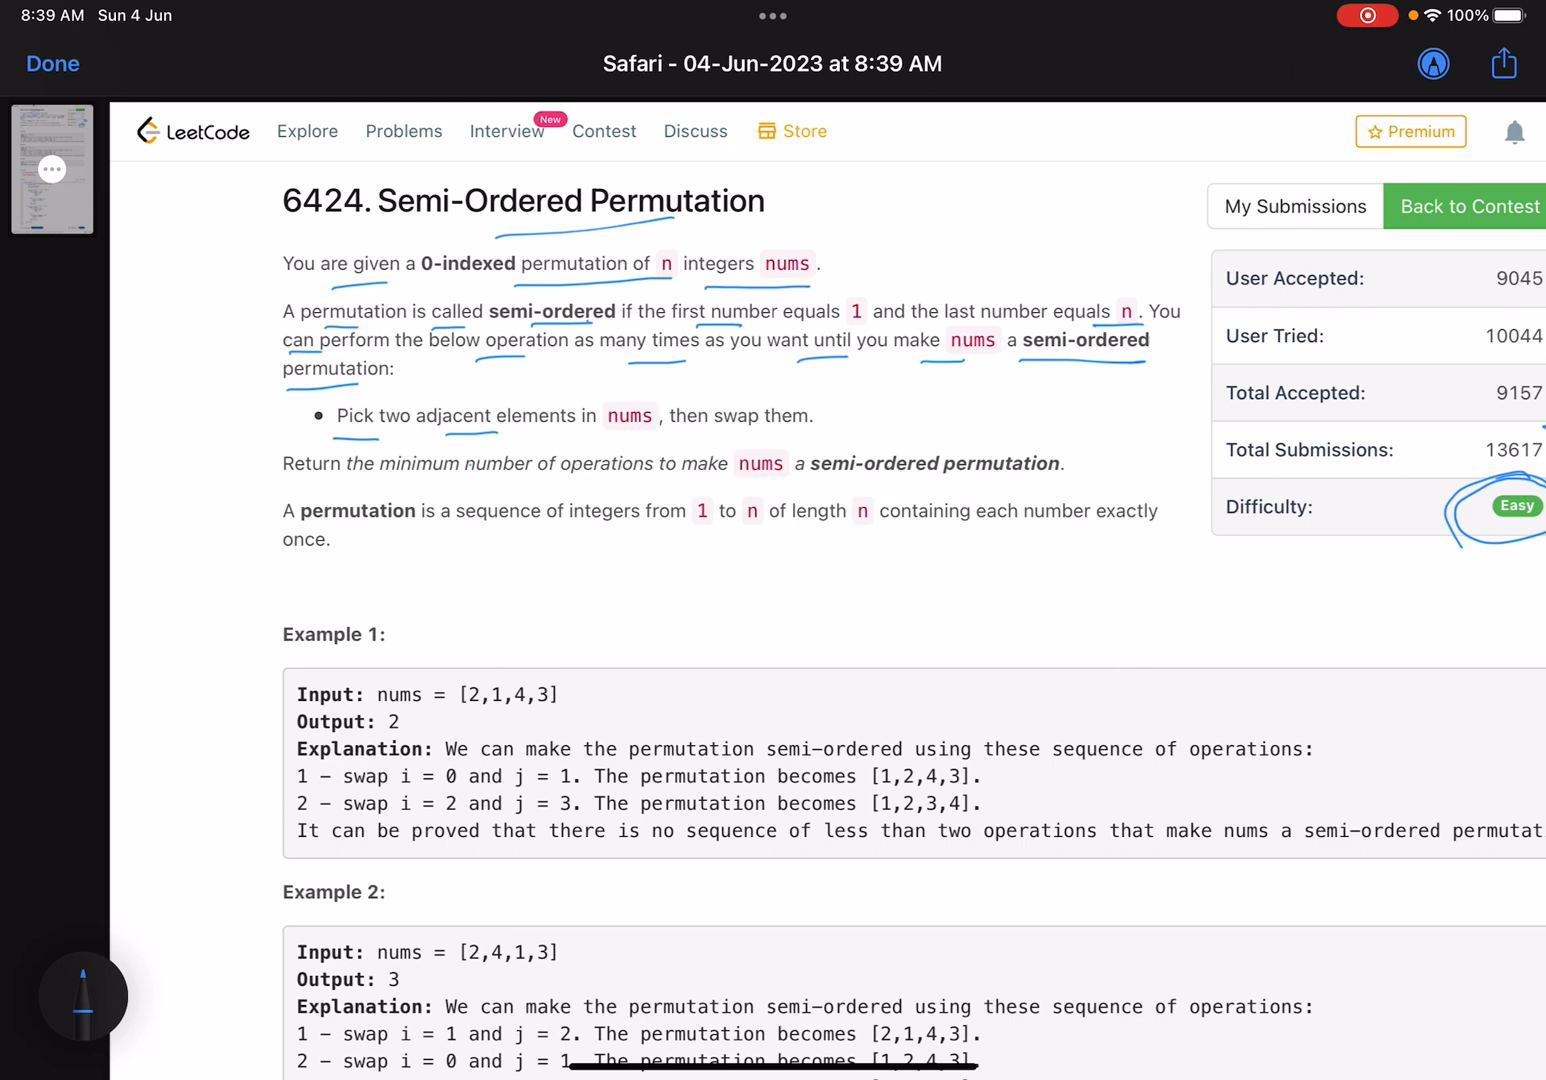 8:39 AM Sun 4 Jun
100%
Done
Safari - 04-Jun-2023 at 8:39 AM
LeetCode Explore Problems Interview New Contest Discuss Store
Premium
6424. Semi-Ordered Permutation
My Submissions
Back to Contest
You are given a 0-indexed permutation of n integers nums.
A permutation is called semi-ordered if the first number equals 1 and the last number equals n. You
can perform the below operation as many times as you want until you make nums a semi-ordered
permutation:
• Pick two adjacent elements in nums, then swap them.
Return the minimum number of operations to make nums a semi-ordered permutation.
A permutation is a sequence of integers from 1 to n of length n containing each number exactly
once.
User Accepted: 9045
User Tried: 10044
Total Accepted: 9157
Total Submissions: 13617
Difficulty: Easy
Example 1:
Input: nums = [2,1,4,3]
Output: 2
Explanation: We can make the permutation semi-ordered using these sequence of operations:
1 - swap i = 0 and j = 1. The permutation becomes [1,2,4,3].
2 - swap i = 2 and j = 3. The permutation becomes [1,2,3,4].
It can be proved that there is no sequence of less than two operations that make nums a semi-ordered permutat
Example 2:
Input: nums = [2,4,1,3]
Output: 3
Explanation: We can make the permutation semi-ordered using these sequence of operations:
1 - swap i = 1 and j = 2. The permutation becomes [2,1,4,3].
2 - swap i = 0 and j = 1. The permutation becomes [1,2,4,3].